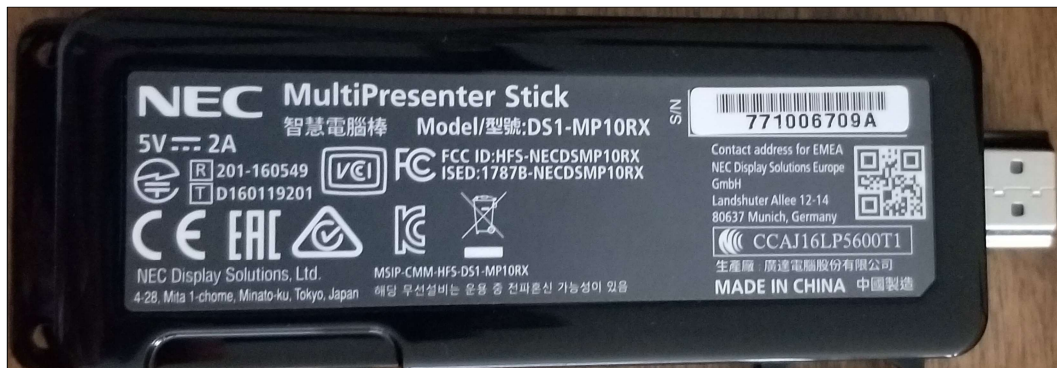 NEC MultiPresenter Stick
智慧電腦棒 Model/型號:DS1-MP10RX
5V 2A
R 201-160549
T D160119201
VCI
FC FCC ID:HFS-NECDSMP10RX
ISED:1787B-NECDSMP10RX
CE EAC
NEC Display Solutions, Ltd.
4-28, Mita 1-chome, Minato-ku, Tokyo, Japan
MSIP-CMM-HFS-DS1-MP10RX
해당 무선설비는 운용 중 전파혼신 가능성이 있음
S/N
771006709A
Contact address for EMEA
NEC Display Solutions Europe
GmbH
Landshuter Allee 12-14
80637 Munich, Germany
CCAJ16LP5600T1
生產廠：廣達電腦股份有限公司
MADE IN CHINA 中國製造